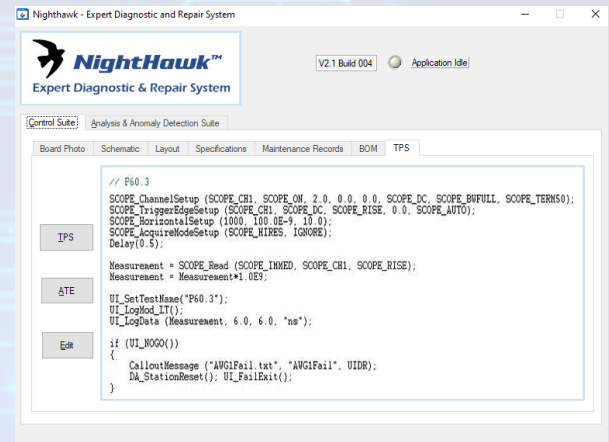 Nighthawk - Expert Diagnostic and Repair System
NightHawk™
Expert Diagnostic & Repair System
V2.1 Build 004
Application Idle
Control Suite
Analysis & Anomaly Detection Suite
Board Photo
Schematic
Layout
Specifications
Maintenance Records
BOM
TPS
TPS
ATE
Edit
// P60.3
SCOPE_ChannelSetup (SCOPE_CH1, SCOPE_ON, 2.0, 0.0, 0.0, SCOPE_DC, SCOPE_BWFULL, SCOPE_TERM50);
SCOPE_TriggerEdgeSetup (SCOPE_CH1, SCOPE_DC, SCOPE_RISE, 0.0, SCOPE_AUTO);
SCOPE_HorizontalSetup (1000, 100.0E-9, 10.0);
SCOPE_AcquireModeSetup (SCOPE_HIRES, IGNORE);
Delay(0.5);
Measurement = SCOPE_Read (SCOPE_IMMED, SCOPE_CH1, SCOPE_RISE);
Measurement = Measurement*1.0E9;
UI_SetTestName("P60.3");
UI_LogMod_LT();
UI_LogData (Measurement, 6.0, 6.0, "ns");
if (UI_NOGO())
{
CalloutMessage ("AWG1Fail.txt", "AWG1Fail", UIDR);
DA_StationReset(); UI_FailExit();
}